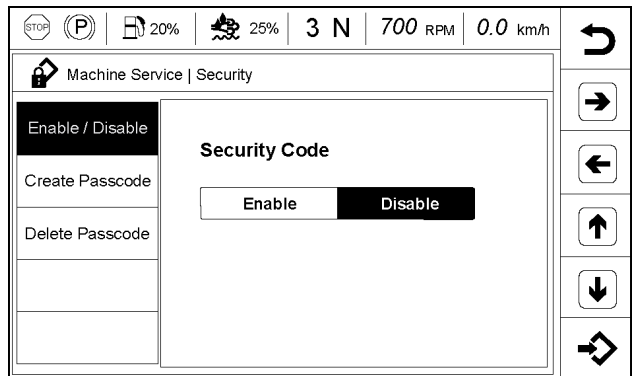 STOP P 20% 25% 3 N 700 RPM 0.0 km/h
Machine Service | Security
Enable / Disable
Create Passcode
Delete Passcode
Security Code
Enable Disable